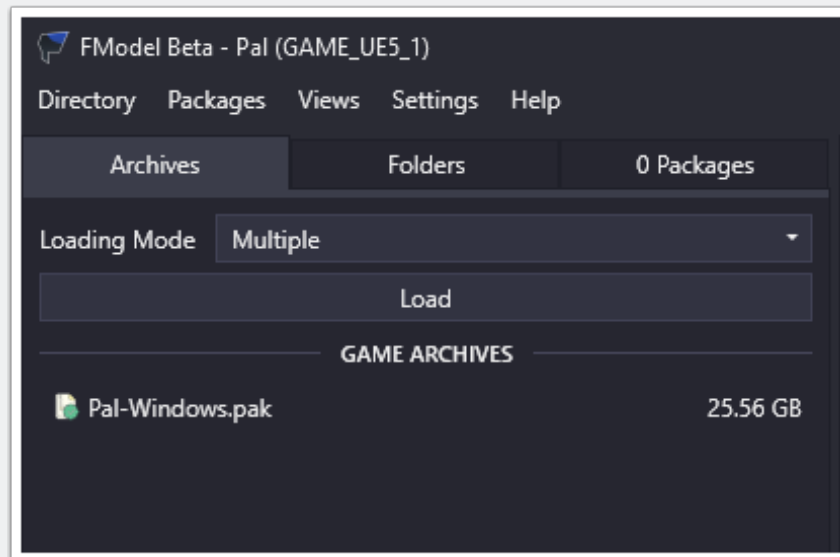 FModel Beta - Pal (GAME_UE5_1)
Directory Packages Views Settings Help
Archives Folders 0 Packages
Loading Mode Multiple
Load
GAME ARCHIVES
Pal-Windows.pak 25.56 GB